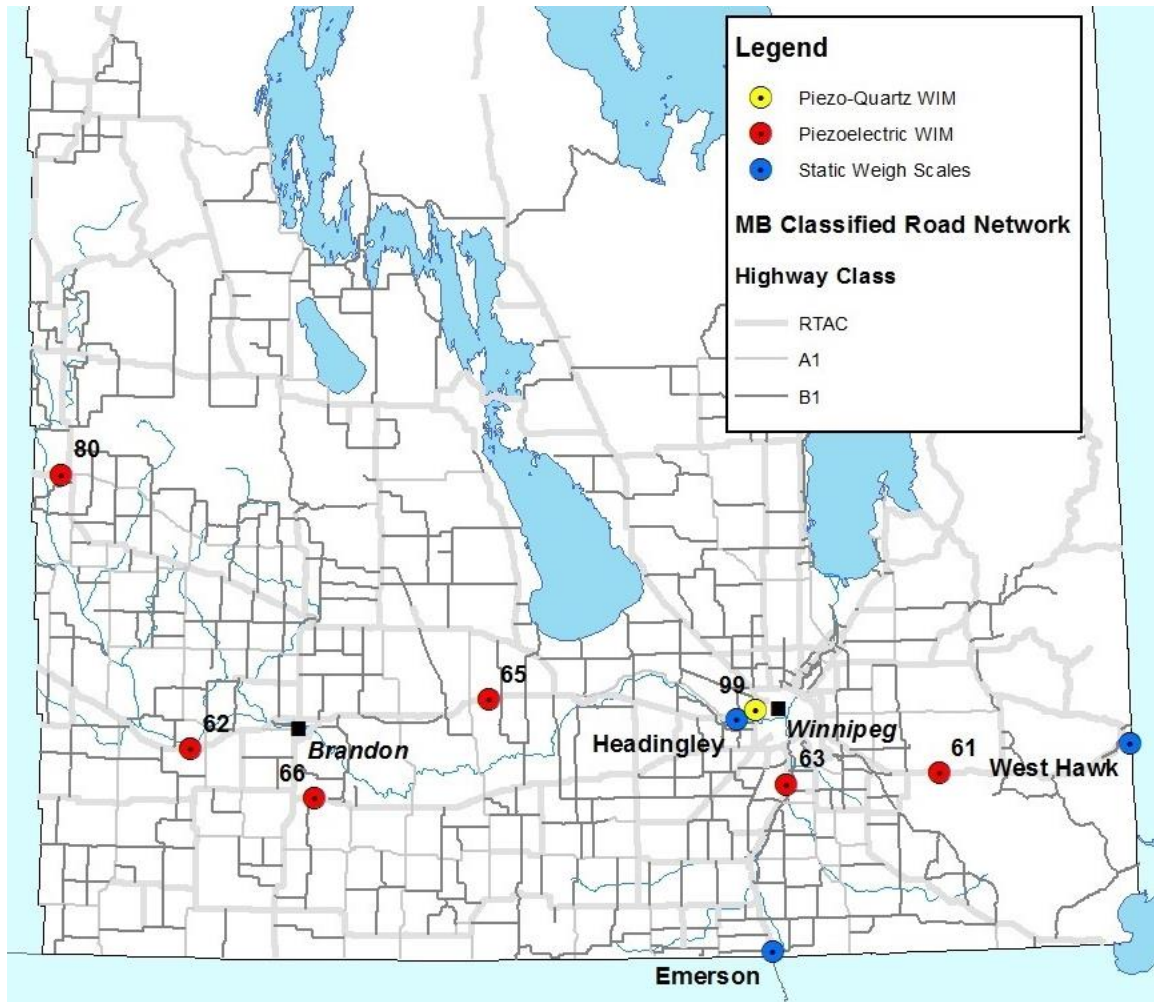 Legend
Piezo-Quartz WIM
Piezoelectric WIM
Static Weigh Scales
MB Classified Road Network
Highway Class
RTAC
A1
B1
80
65
99
62
Winnipeg
Headingley
Brandon
63
61
West Hawk
66
Emerson